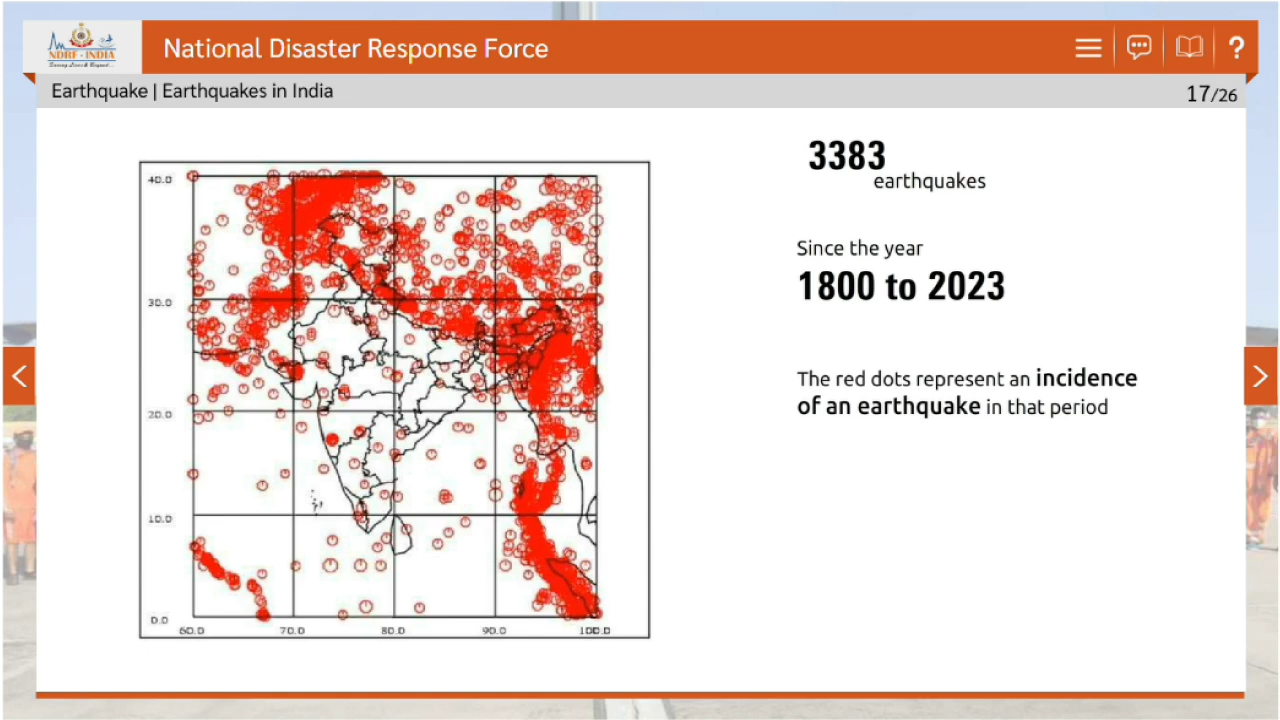 NDRF - INDIA
National Disaster Response Force
?
Earthquake | Earthquakes in India
17/26
3383
earthquakes
Since the year
1800 to 2023
The red dots represent an incidence
of an earthquake in that period
40.0
30.0
20.0
10.0
0.0
60.0 70.0 80.0 90.0 100.0